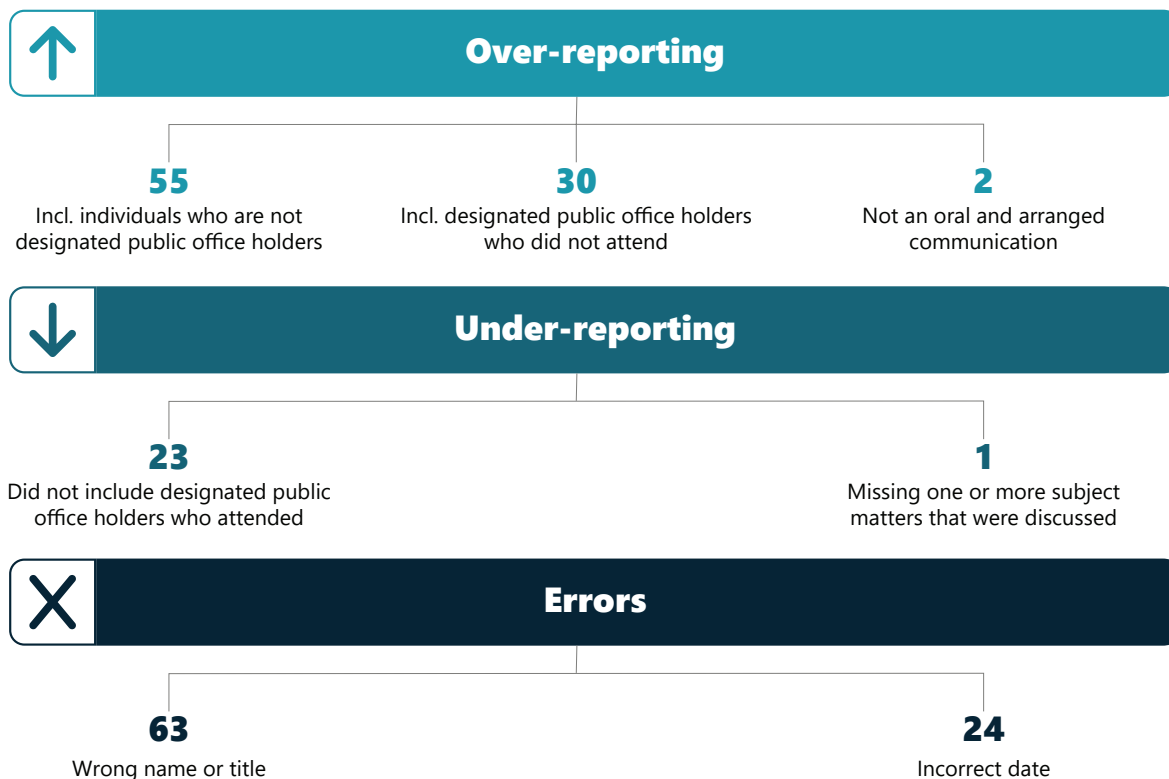 Over-reporting
55
Incl. individuals who are not
designated public office holders
30
Incl. designated public office holders
who did not attend
2
Not an oral and arranged
communication
Under-reporting
23
Did not include designated public
office holders who attended
1
Missing one or more subject
matters that were discussed
Errors
63
Wrong name or title
24
Incorrect date